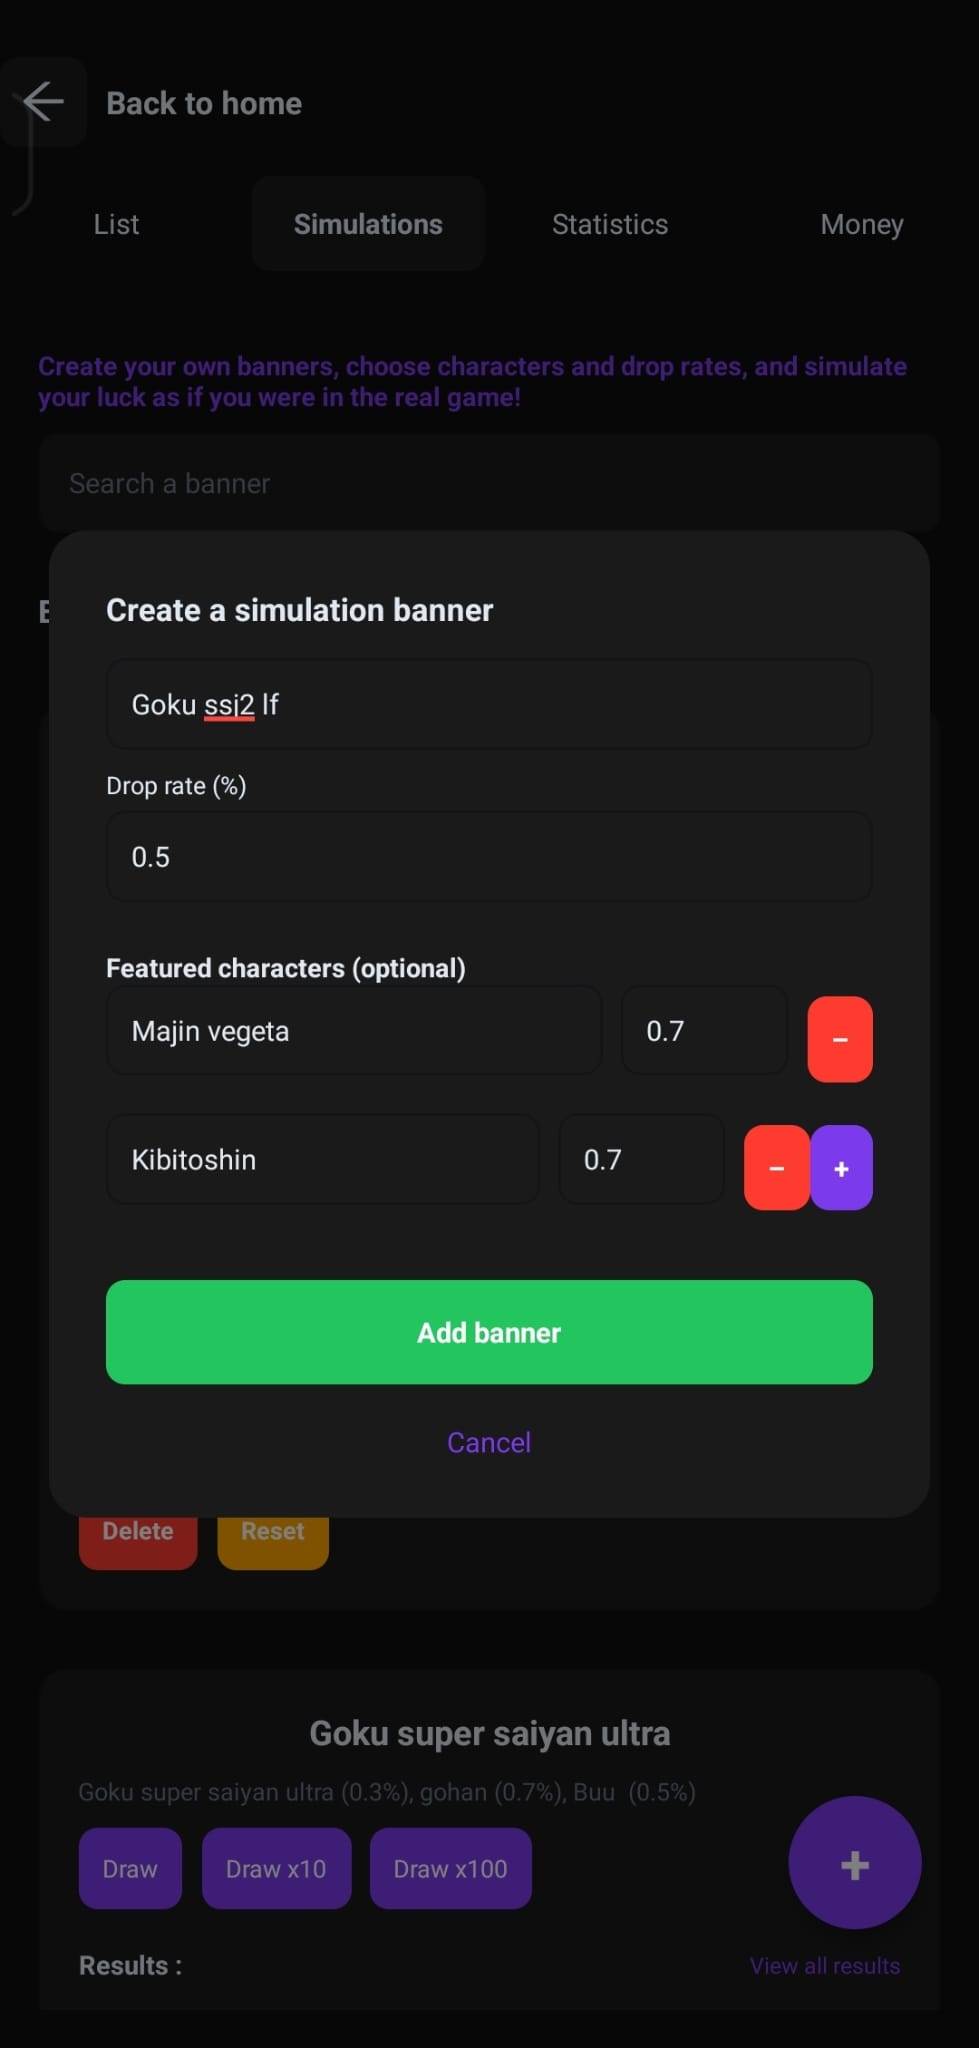 Back to home
List
Simulations
Statistics
Money
Create your own banners, choose characters and drop rates, and simulate
your luck as if you were in the real game!
Search a banner
Create a simulation banner
Goku ssj2 lf
Drop rate (%)
0.5
Featured characters (optional)
Majin vegeta
0.7
−
Kibitoshin
0.7
−
+
Add banner
Cancel
Delete
Reset
Goku super saiyan ultra
Goku super saiyan ultra (0.3%), gohan (0.7%), Buu  (0.5%)
Draw
Draw x10
Draw x100
+
Results :
View all results